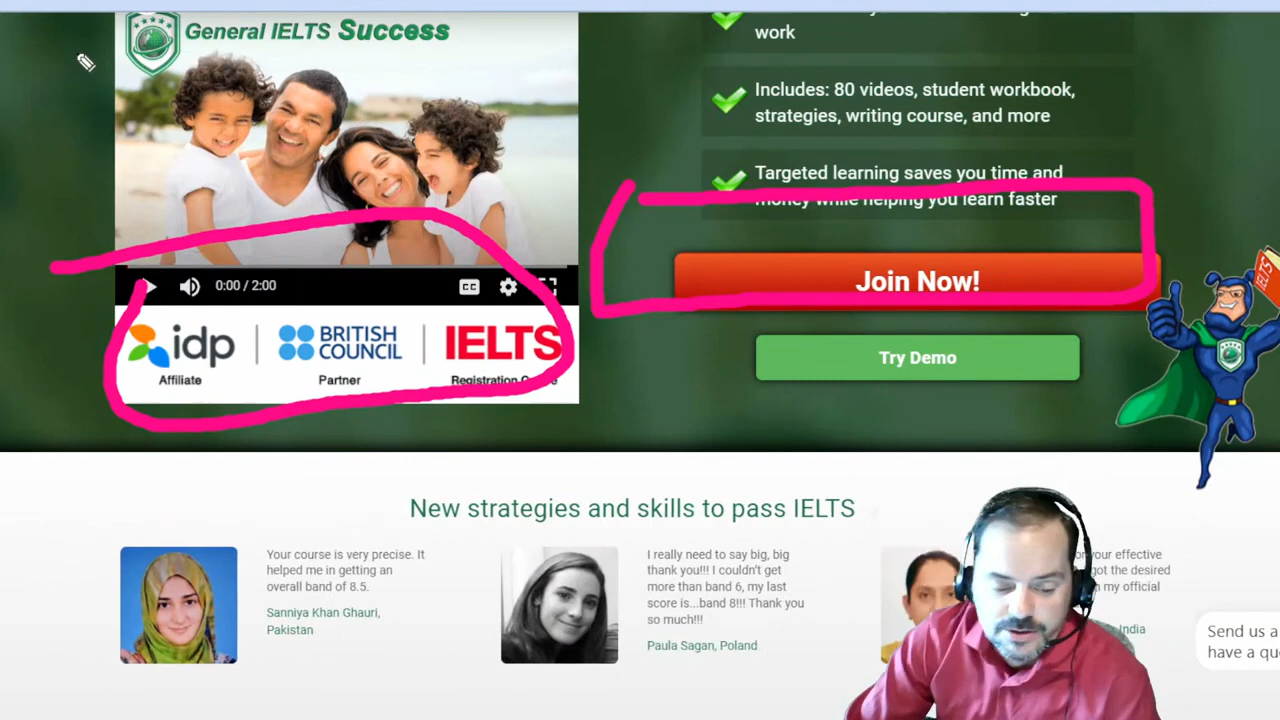 General IELTS Success
work
Includes: 80 videos, student workbook,
strategies, writing course, and more
Targeted learning saves you time and
money while helping you learn faster
0:00 / 2:00
CC
Join Now!
idp
Affiliate
BRITISH
COUNCIL
Partner
IELTS
Registration
Try Demo
IELTS
New strategies and skills to pass IELTS
Your course is very precise. It
helped me in getting an
overall band of 8.5.
Sanniya Khan Ghauri,
Pakistan
I really need to say big, big
thank you!!! I couldn't get
more than band 6, my last
score is...band 8!!! Thank you
so much!!!
Paula Sagan, Poland
your effective
got the desired
my official
India
Send us a
have a